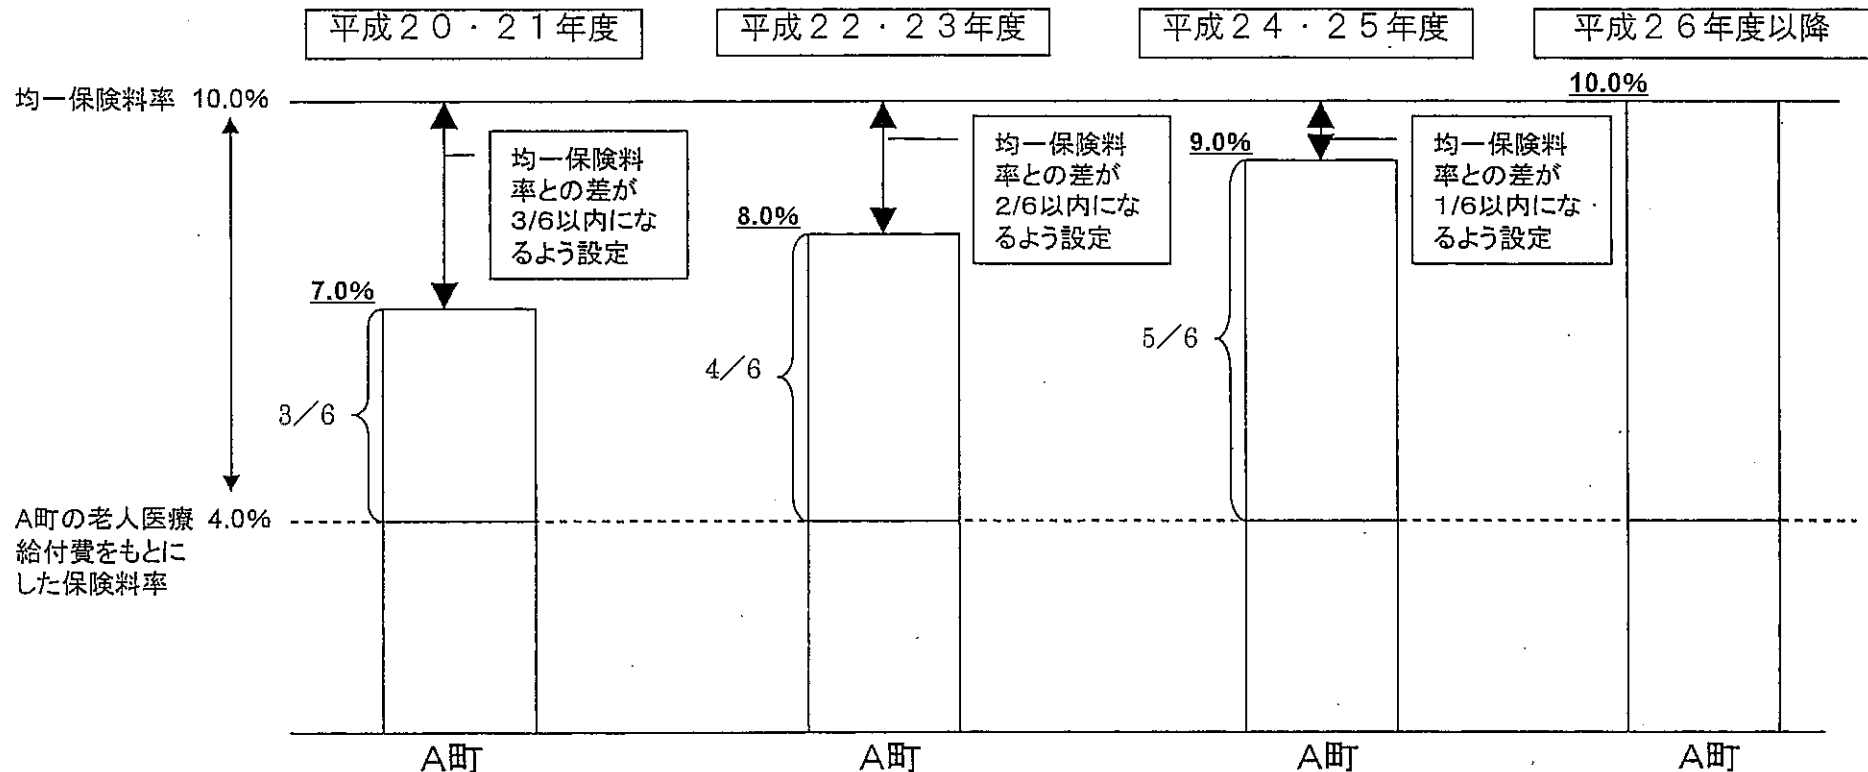 平成20・21年度
平成22・23年度
平成24・25年度
平成26年度以降
均一保険料率 10.0%
10.0%
均一保険料
率との差が
3/6以内にな
るよう設定
均一保険料
率との差が
2/6以内にな
るよう設定
9.0%
均一保険料
率との差が
1/6以内にな
るよう設定
8.0%
7.0%
3/6
4/6
5/6
A町の老人医療 4.0%
給付費をもとに
した保険料率
A町
A町
A町
A町